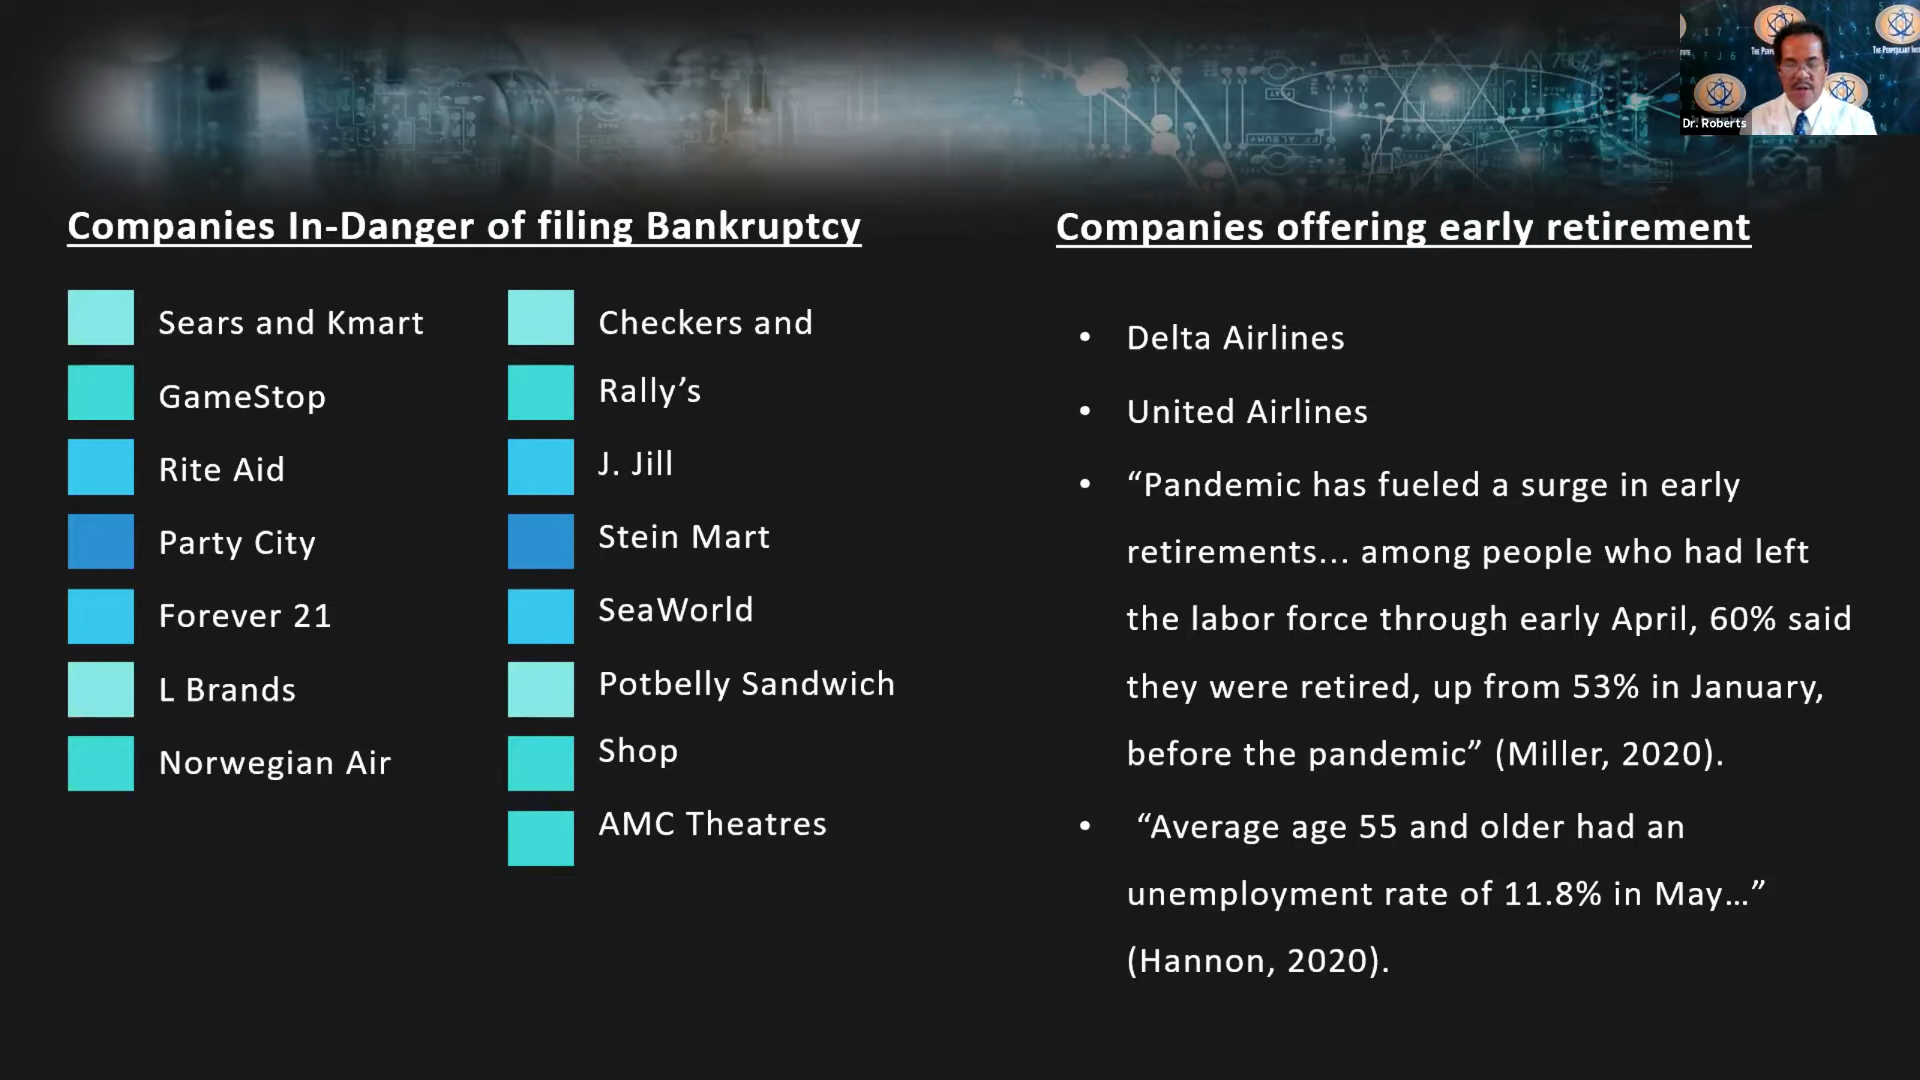 Dr. Roberts
Companies In-Danger of filing Bankruptcy
Sears and Kmart
GameStop
Rite Aid
Party City
Forever 21
L Brands
Norwegian Air
Checkers and
Rally’s
J. Jill
Stein Mart
SeaWorld
Potbelly Sandwich
Shop
AMC Theatres
Companies offering early retirement
• Delta Airlines
• United Airlines
• “Pandemic has fueled a surge in early
retirements... among people who had left
the labor force through early April, 60% said
they were retired, up from 53% in January,
before the pandemic” (Miller, 2020).
• “Average age 55 and older had an
unemployment rate of 11.8% in May…”
(Hannon, 2020).